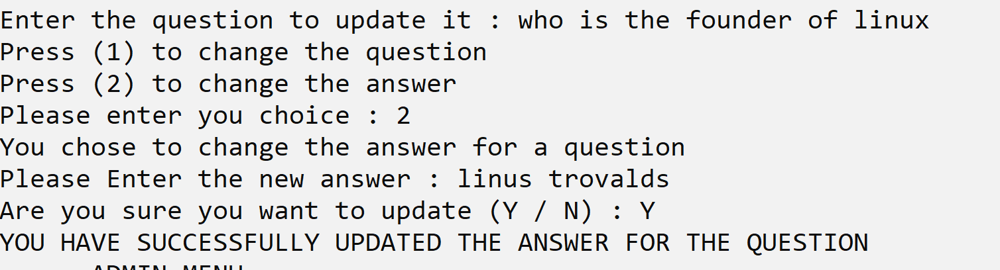 Enter the question to update it : who is the founder of linux
Press (1) to change the question
Press (2) to change the answer
Please enter you choice : 2
You chose to change the answer for a question
Please Enter the new answer : linus trovalds
Are you sure you want to update (Y / N) : Y
YOU HAVE SUCCESSFULLY UPDATED THE ANSWER FOR THE QUESTION
ADMIN MENU